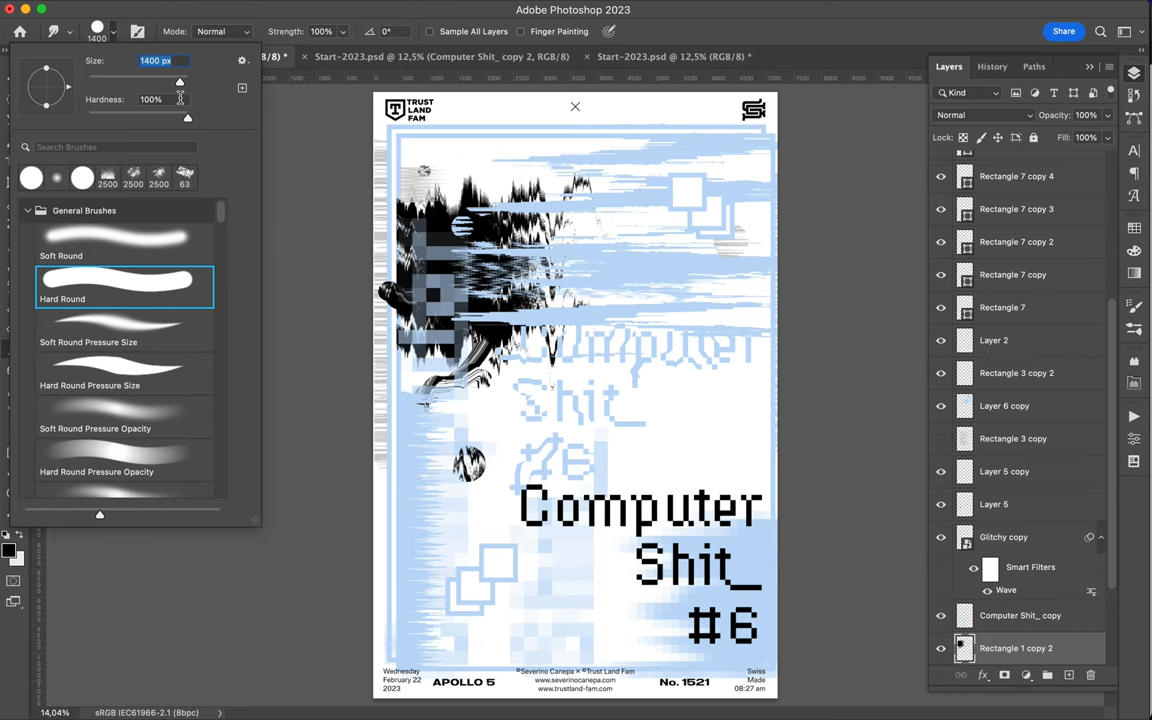 Adobe Photoshop 2023
1400
Mode: Normal
Strength: 100%
0°
Sample All Layers
Finger Painting
Share
B/8) *
Start-2023.psd @ 12,5% (Computer Shit_ copy 2, RGB/8)
Start-2023.psd @ 12,5% (RGB/8) *
Size: 1400 px
Hardness: 100%
Search Brushes
2500 2500 2500 63
General Brushes
Soft Round
Hard Round
Soft Round Pressure Size
Hard Round Pressure Size
Soft Round Pressure Opacity
Hard Round Pressure Opacity
TRUST
LAND
FAM
Computer
Shit_
#6
Computer
Shit_
#6
Wednesday
February 22
2023
APOLLO 5
©Severino Canepa × ©Trust Land Fam
www.severinocanepa.com
www.trustland-fam.com
No. 1521
Swiss
Made
08:27 am
Layers History Paths
Kind
Normal
Opacity: 100%
Lock:
Fill: 100%
Rectangle 7 copy 4
Rectangle 7 copy 3
Rectangle 7 copy 2
Rectangle 7 copy
Rectangle 7
Layer 2
Rectangle 3 copy 2
Layer 6 copy
Rectangle 3 copy
Layer 5 copy
Layer 5
Glitchy copy
Smart Filters
Wave
Computer Shit_ copy
Rectangle 1 copy 2
14,04%
sRGB IEC61966-2.1 (8bpc)